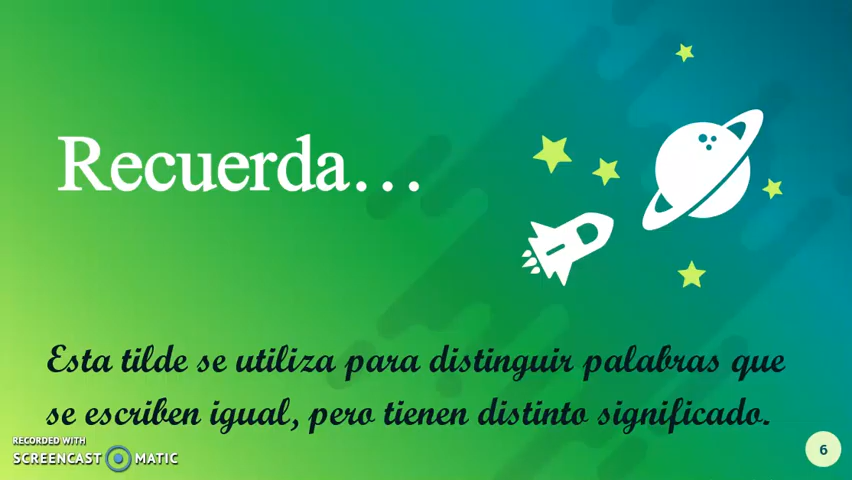 Recuerda...
Esta tilde se utiliza para distinguir palabras que
se escriben igual, pero tienen distinto significado.
RECORDED WITH
SCREENCAST MATIC
6